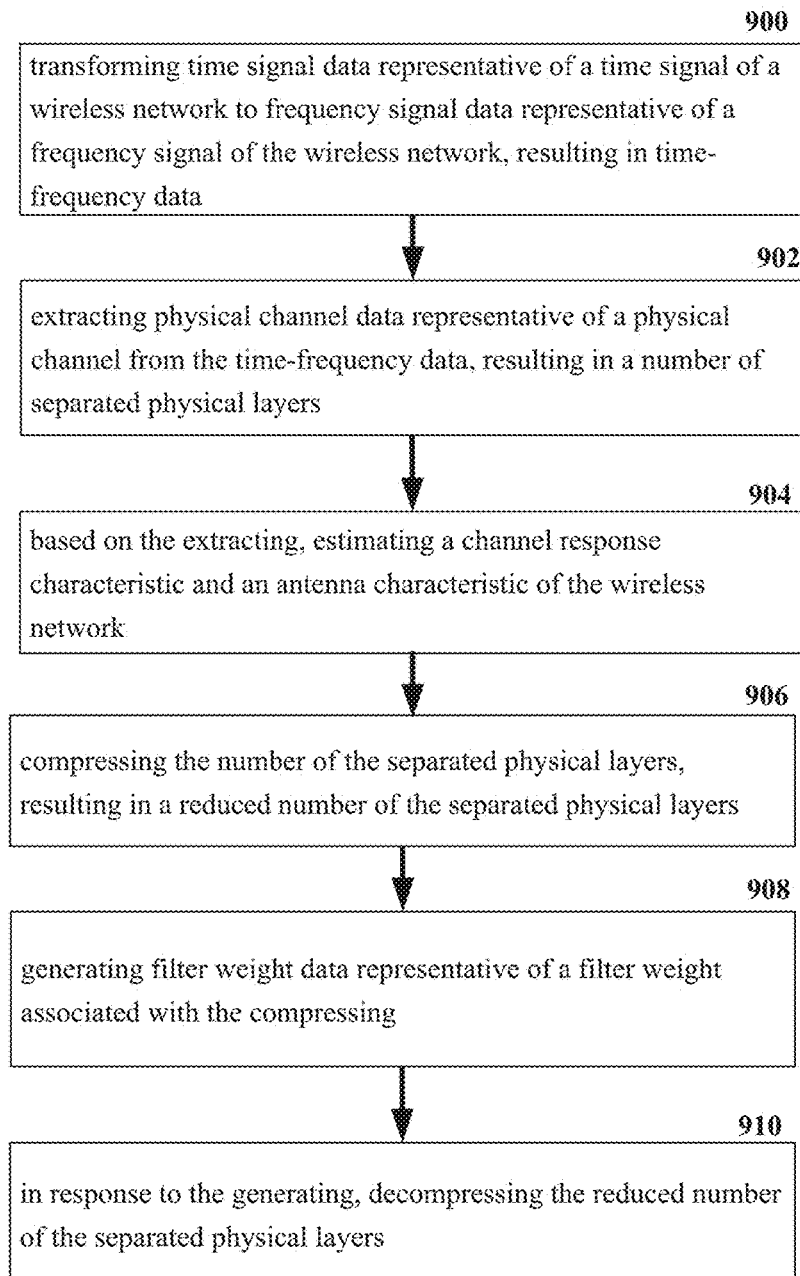 900
transforming time signal data representative of a time signal of a
wireless network to frequency signal data representative of a
frequency signal of the wireless network, resulting in time-
frequency data
902
extracting physical channel data representative of a physical
channel from the time-frequency data, resulting in a number of
separated physical layers
904
based on the extracting, estimating a channel response
characteristic and an antenna characteristic of the wireless
network
906
compressing the number of the separated physical layers,
resulting in a reduced number of the separated physical layers
908
generating filter weight data representative of a filter weight
associated with the compressing
910
in response to the generating, decompressing the reduced number
of the separated physical layers